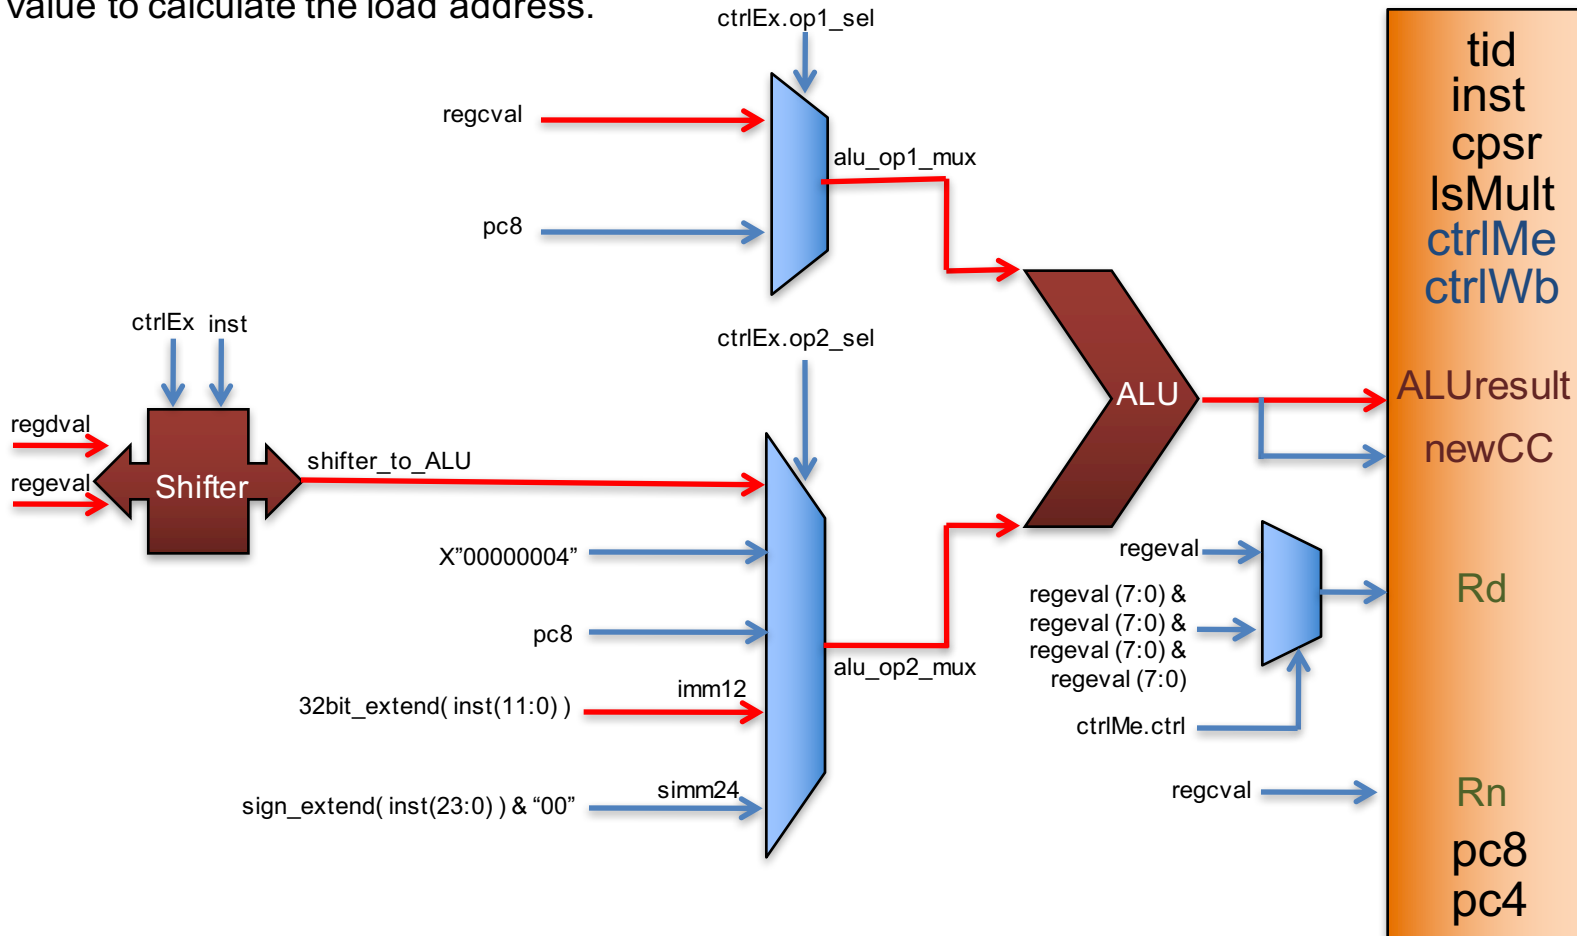 value to calculate the load address.
ctrlEx.op1_sel
regcval
alu_op1_mux
pc8
ctrlEx inst
ctrlEx.op2_sel
regdval
regeval
Shifter
shifter_to_ALU
X”00000004”
pc8
32bit_extend( inst(11:0) )
imm12
sign_extend( inst(23:0) ) & “00”
simm24
alu_op2_mux
ALU
regeval
regeval (7:0) &
regeval (7:0) &
regeval (7:0) &
regeval (7:0)
ctrlMe.ctrl
regcval
tid
inst
cpsr
lsMult
ctrlMe
ctrlWb
ALUresult
newCC
Rd
Rn
pc8
pc4